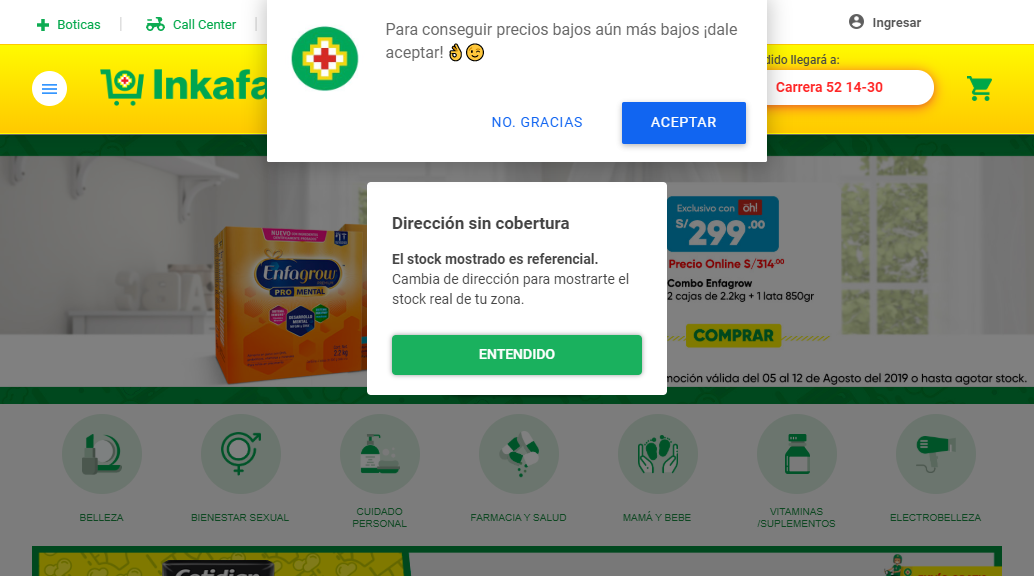 Boticas
Call Center
Para conseguir precios bajos aún más bajos ¡dale
aceptar! 👌😉
NO. GRACIAS
ACEPTAR
Ingresar
dido llegará a:
Carrera 52 14-30
Inkafa
Dirección sin cobertura
El stock mostrado es referencial.
Cambia de dirección para mostrarte el
stock real de tu zona.
ENTENDIDO
NUEVO
Enfagrow
PRO MENTAL
DESARROLLO
MENTAL
Exclusivo con oh!
S/299.00
Precio Online S/314.00
Combo Enfagrow
2 cajas de 2.2kg + 1 lata 850gr
COMPRAR
moción válida del 05 al 12 de Agosto del 2019 o hasta agotar stock.
BELLEZA
BIENESTAR SEXUAL
CUIDADO
PERSONAL
FARMACIA Y SALUD
MAMÁ Y BEBE
VITAMINAS
/SUPLEMENTOS
ELECTROBELLEZA